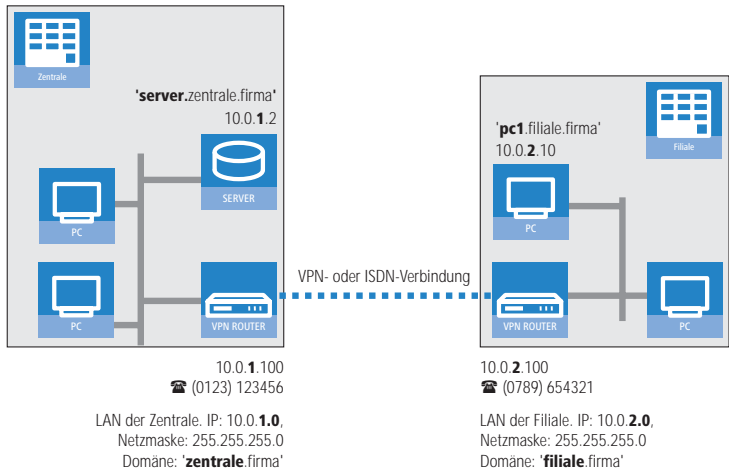 Zentrale
'server.zentrale.firma'
10.0.1.2
SERVER
PC
PC
VPN ROUTER
VPN- oder ISDN-Verbindung
'pc1.filiale.firma'
10.0.2.10
Filiale
PC
VPN ROUTER
PC
10.0.1.100
☎ (0123) 123456
LAN der Zentrale. IP: 10.0.1.0,
Netzmaske: 255.255.255.0
Domäne: 'zentrale.firma'
10.0.2.100
☎ (0789) 654321
LAN der Filiale. IP: 10.0.2.0,
Netzmaske: 255.255.255.0
Domäne: 'filiale.firma'